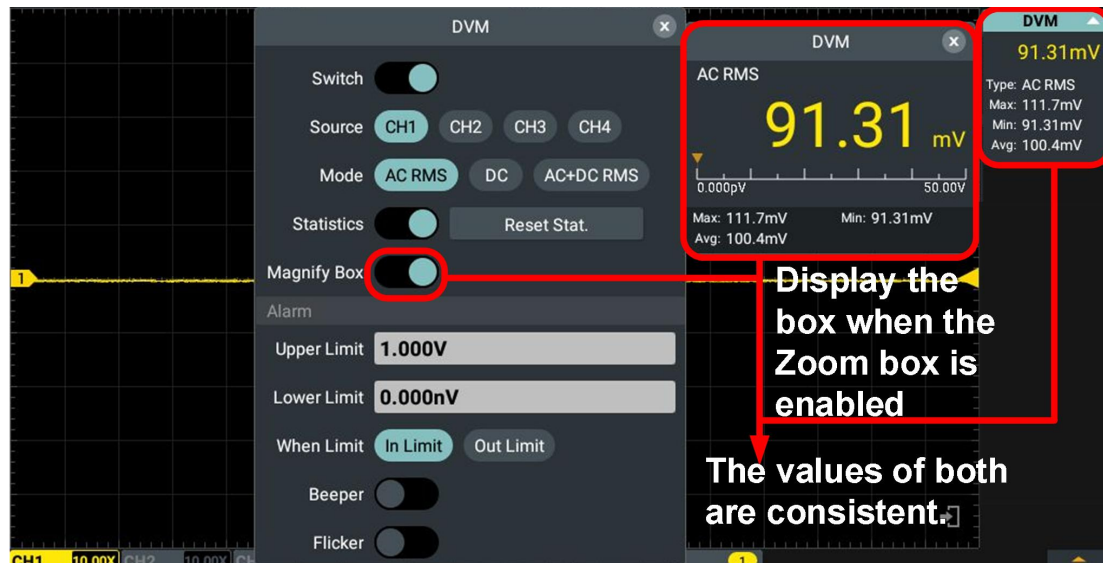 DVM
Switch
Source CH1 CH2 CH3 CH4
Mode AC RMS DC AC+DC RMS
Statistics Reset Stat.
Magnify Box
Alarm
Upper Limit 1.000V
Lower Limit 0.000nV
When Limit In Limit Out Limit
Beeper
Flicker
DVM
AC RMS
91.31 mV
0.000pV 50.00V
Max: 111.7mV Min: 91.31mV
Avg: 100.4mV
DVM
91.31mV
Type: AC RMS
Max: 111.7mV
Min: 91.31mV
Avg: 100.4mV
Display the
box when the
Zoom box is
enabled
The values of both
are consistent.
1
CH1 10.00X CH2 10.00X CH
1